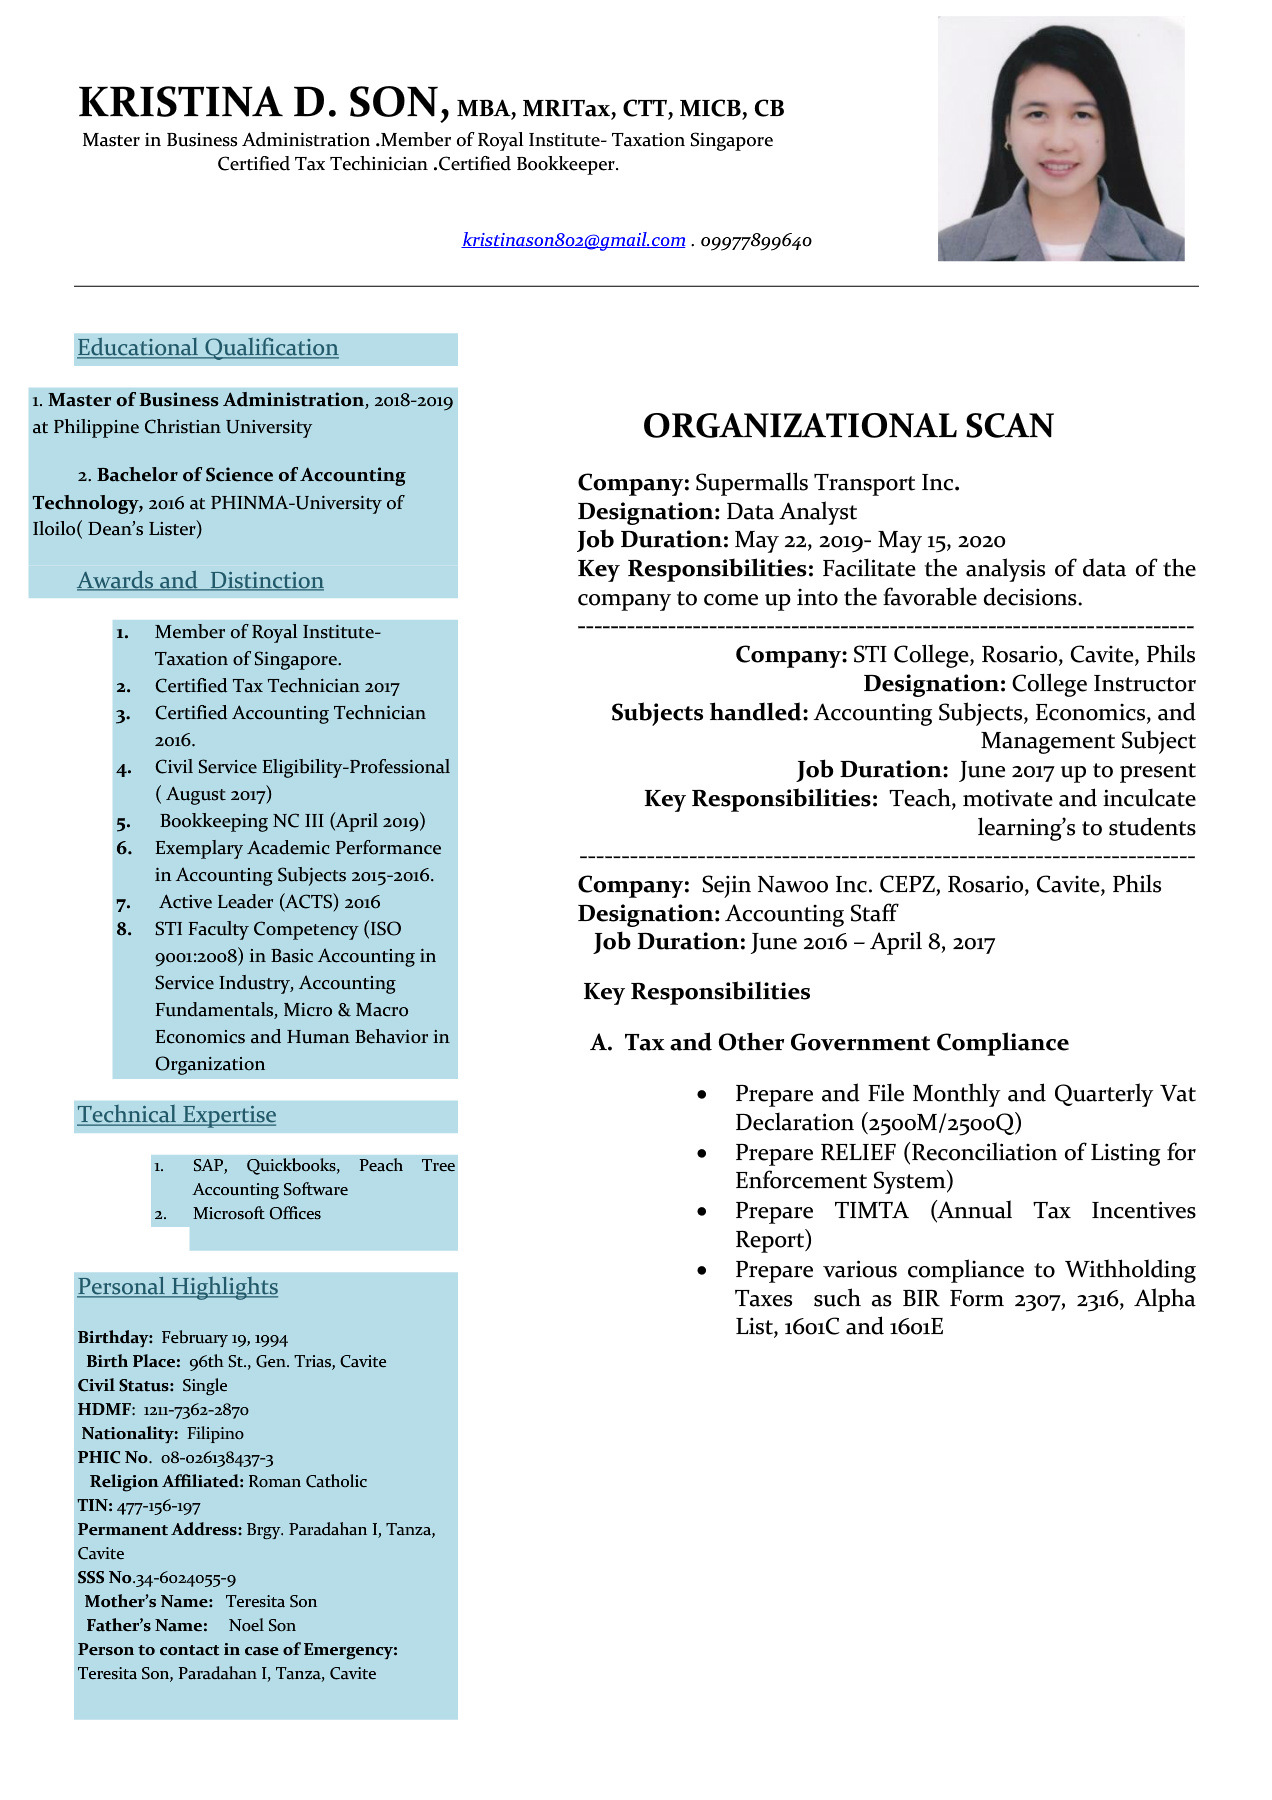 KRISTINA D. SON, MBA, MRITax, CTT, MICB, CB
Master in Business Administration .Member of Royal Institute- Taxation Singapore
Certified Tax Techinician .Certified Bookkeeper.
kristinason802@gmail.com . 09977899640
Educational Qualification
1. Master of Business Administration, 2018-2019
at Philippine Christian University
2. Bachelor of Science of Accounting
Technology, 2016 at PHINMA-University of
Iloilo( Dean's Lister)
Awards and  Distinction
1. Member of Royal Institute-
Taxation of Singapore.
2. Certified Tax Technician 2017
3. Certified Accounting Technician
2016.
4. Civil Service Eligibility-Professional
( August 2017)
5. Bookkeeping NC III (April 2019)
6. Exemplary Academic Performance
in Accounting Subjects 2015-2016.
7. Active Leader (ACTS) 2016
8. STI Faculty Competency (ISO
9001:2008) in Basic Accounting in
Service Industry, Accounting
Fundamentals, Micro & Macro
Economics and Human Behavior in
Organization
Technical Expertise
1. SAP, Quickbooks, Peach Tree
Accounting Software
2. Microsoft Offices
Personal Highlights
Birthday:  February 19, 1994
Birth Place:  96th St., Gen. Trias, Cavite
Civil Status:  Single
HDMF:  1211-7362-2870
Nationality:  Filipino
PHIC No.  08-026138437-3
Religion Affiliated: Roman Catholic
TIN: 477-156-197
Permanent Address: Brgy. Paradahan I, Tanza,
Cavite
SSS No.34-6024055-9
Mother's Name:   Teresita Son
Father's Name:    Noel Son
Person to contact in case of Emergency:
Teresita Son, Paradahan I, Tanza, Cavite
ORGANIZATIONAL SCAN
Company: Supermalls Transport Inc.
Designation: Data Analyst
Job Duration: May 22, 2019- May 15, 2020
Key Responsibilities: Facilitate the analysis of data of the
company to come up into the favorable decisions.
--------------------------------------------------------------------------
Company: STI College, Rosario, Cavite, Phils
Designation: College Instructor
Subjects handled: Accounting Subjects, Economics, and
Management Subject
Job Duration:  June 2017 up to present
Key Responsibilities:  Teach, motivate and inculcate
learning's to students
--------------------------------------------------------------------------
Company:  Sejin Nawoo Inc. CEPZ, Rosario, Cavite, Phils
Designation: Accounting Staff
Job Duration: June 2016 – April 8, 2017
Key Responsibilities
A. Tax and Other Government Compliance
• Prepare and File Monthly and Quarterly Vat
Declaration (2500M/2500Q)
• Prepare RELIEF (Reconciliation of Listing for
Enforcement System)
• Prepare TIMTA (Annual Tax Incentives
Report)
• Prepare various compliance to Withholding
Taxes  such as BIR Form 2307, 2316, Alpha
List, 1601C and 1601E